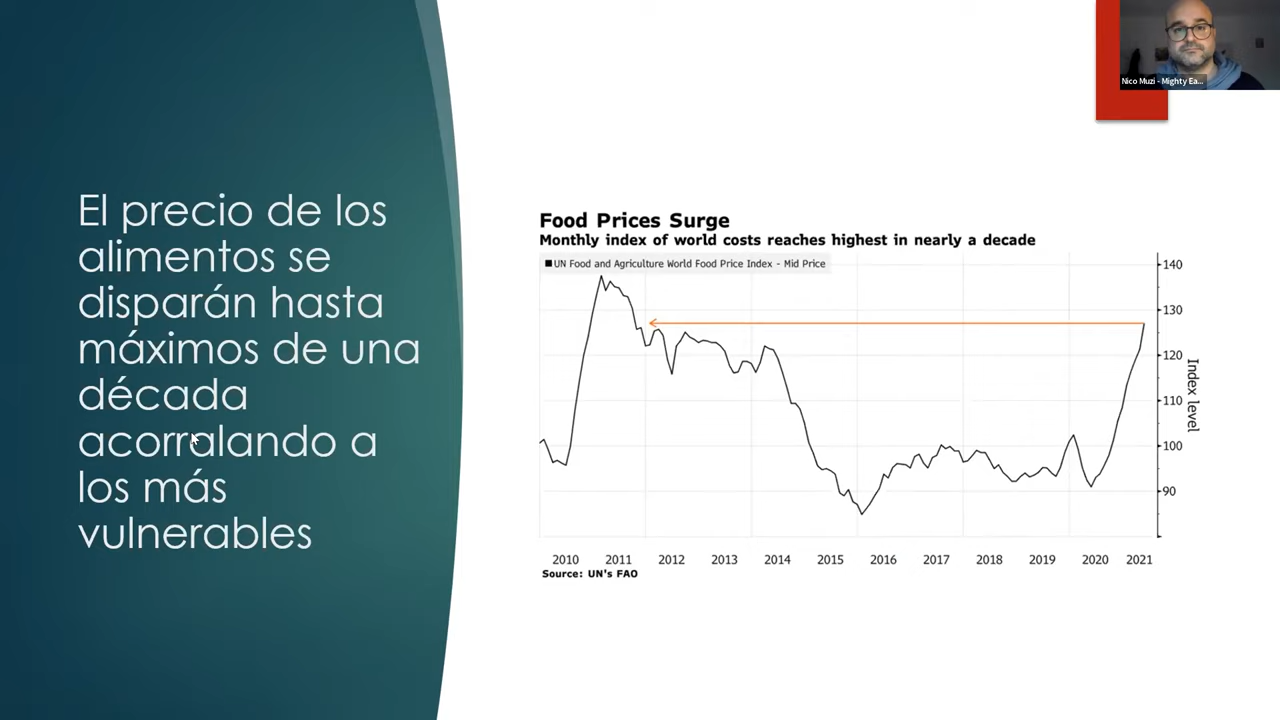 Nico Muzi - Mighty Ea...
El precio de los
alimentos se
disparán hasta
máximos de una
década
acorralando a
los más
vulnerables
Food Prices Surge
Monthly index of world costs reaches highest in nearly a decade
UN Food and Agriculture World Food Price Index - Mid Price
140
130
120
110
100
90
Index level
2010 2011 2012 2013 2014 2015 2016 2017 2018 2019 2020 2021
Source: UN's FAO